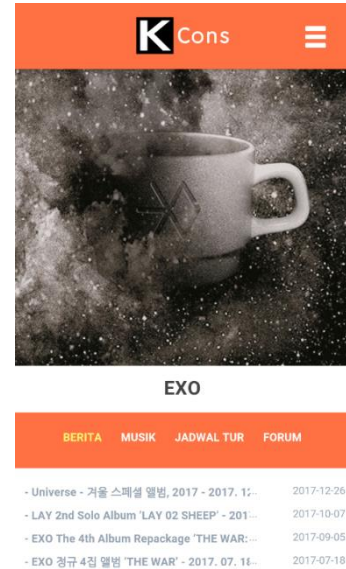 K Cons
EXO
BERITA MUSIK JADWAL TUR FORUM
- Universe - 겨울 스페셜 앨범, 2017 - 2017. 12... 2017-12-26
- LAY 2nd Solo Album ‘LAY 02 SHEEP’ - 201... 2017-10-07
- EXO The 4th Album Repackage ‘THE WAR:... 2017-09-05
- EXO 정규 4집 앨범 ‘THE WAR’ - 2017. 07. 18... 2017-07-18